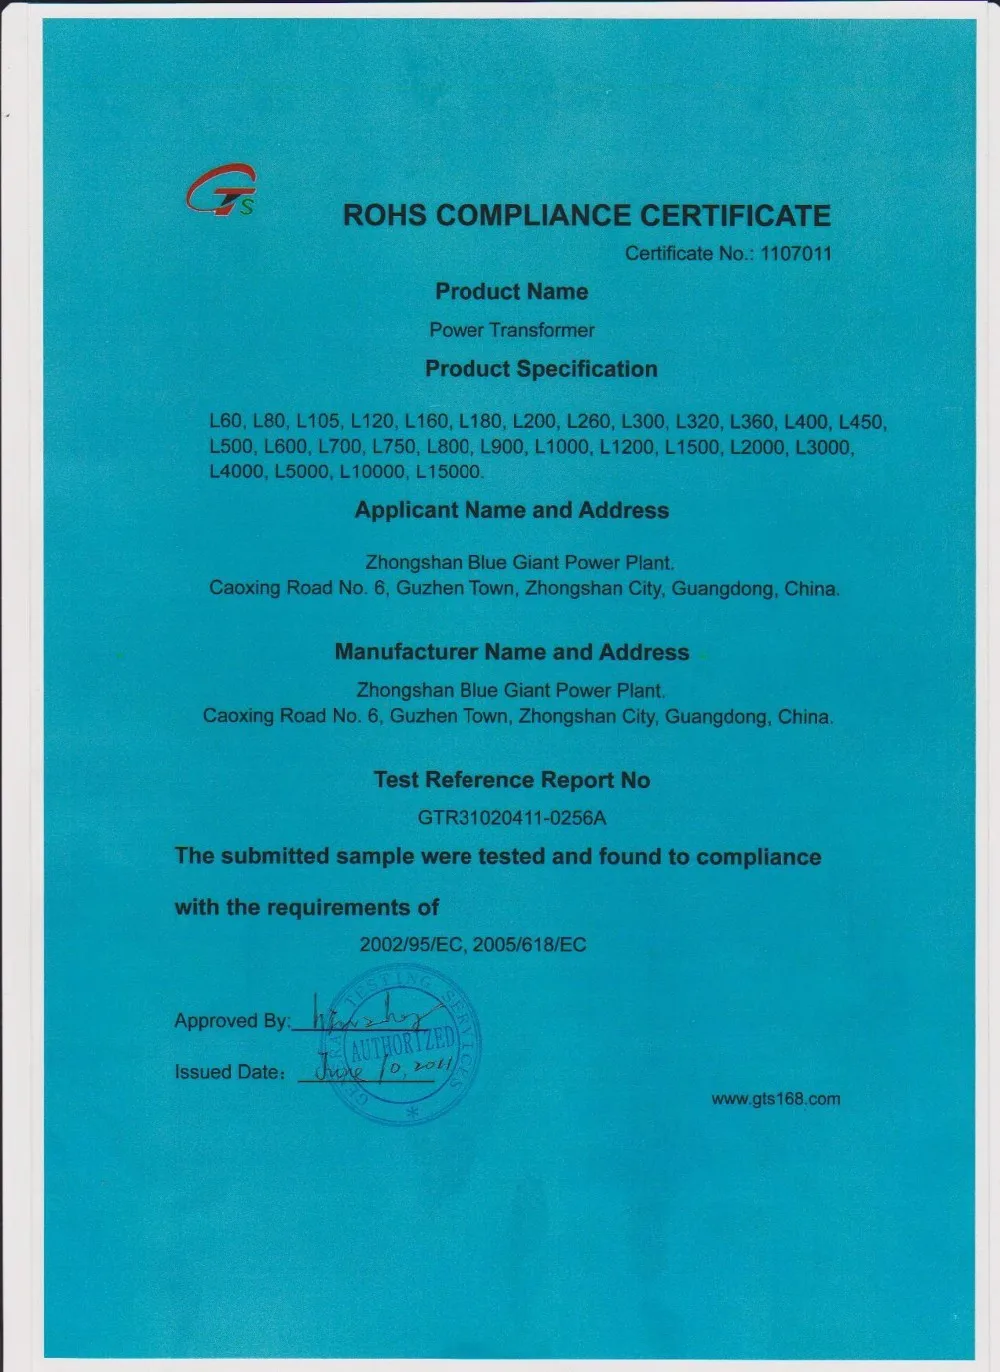 GTS
ROHS COMPLIANCE CERTIFICATE
Certificate No.: 1107011
Product Name
Power Transformer
Product Specification
L60, L80, L105, L120, L160, L180, L200, L260, L300, L320, L360, L400, L450,
L500, L600, L700, L750, L800, L900, L1000, L1200, L1500, L2000, L3000,
L4000, L5000, L10000, L15000.
Applicant Name and Address
Zhongshan Blue Giant Power Plant.
Caoxing Road No. 6, Guzhen Town, Zhongshan City, Guangdong, China.
Manufacturer Name and Address
Zhongshan Blue Giant Power Plant.
Caoxing Road No. 6, Guzhen Town, Zhongshan City, Guangdong, China.
Test Reference Report No
GTR31020411-0256A
The submitted sample were tested and found to compliance
with the requirements of
2002/95/EC, 2005/618/EC
Approved By:
GENERAL TESTING SERVICES
AUTHORIZED
Issued Date: June 10, 2011
www.gts168.com